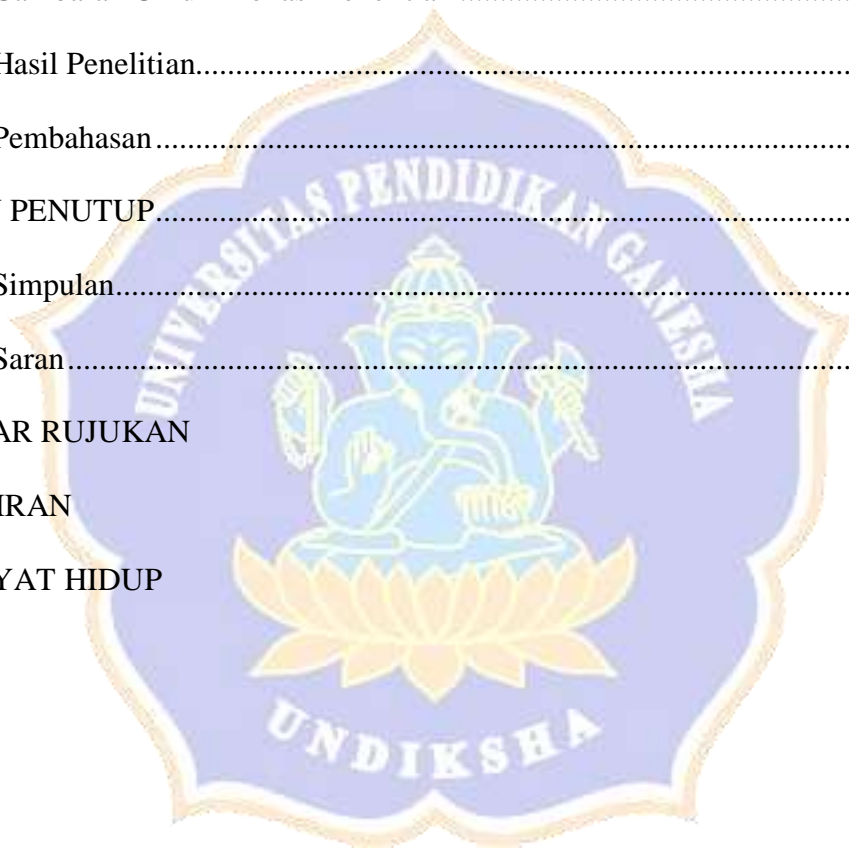 Hasil Penelitian..........................................................................................
Pembahasan...............................................................................................
PENUTUP...............................................................................................
Simpulan....................................................................................................
Saran..........................................................................................................
AR RUJUKAN
IRAN
YAT HIDUP
UNIVERSITAS PENDIDIKAN GANESHA
UNDIKSHA